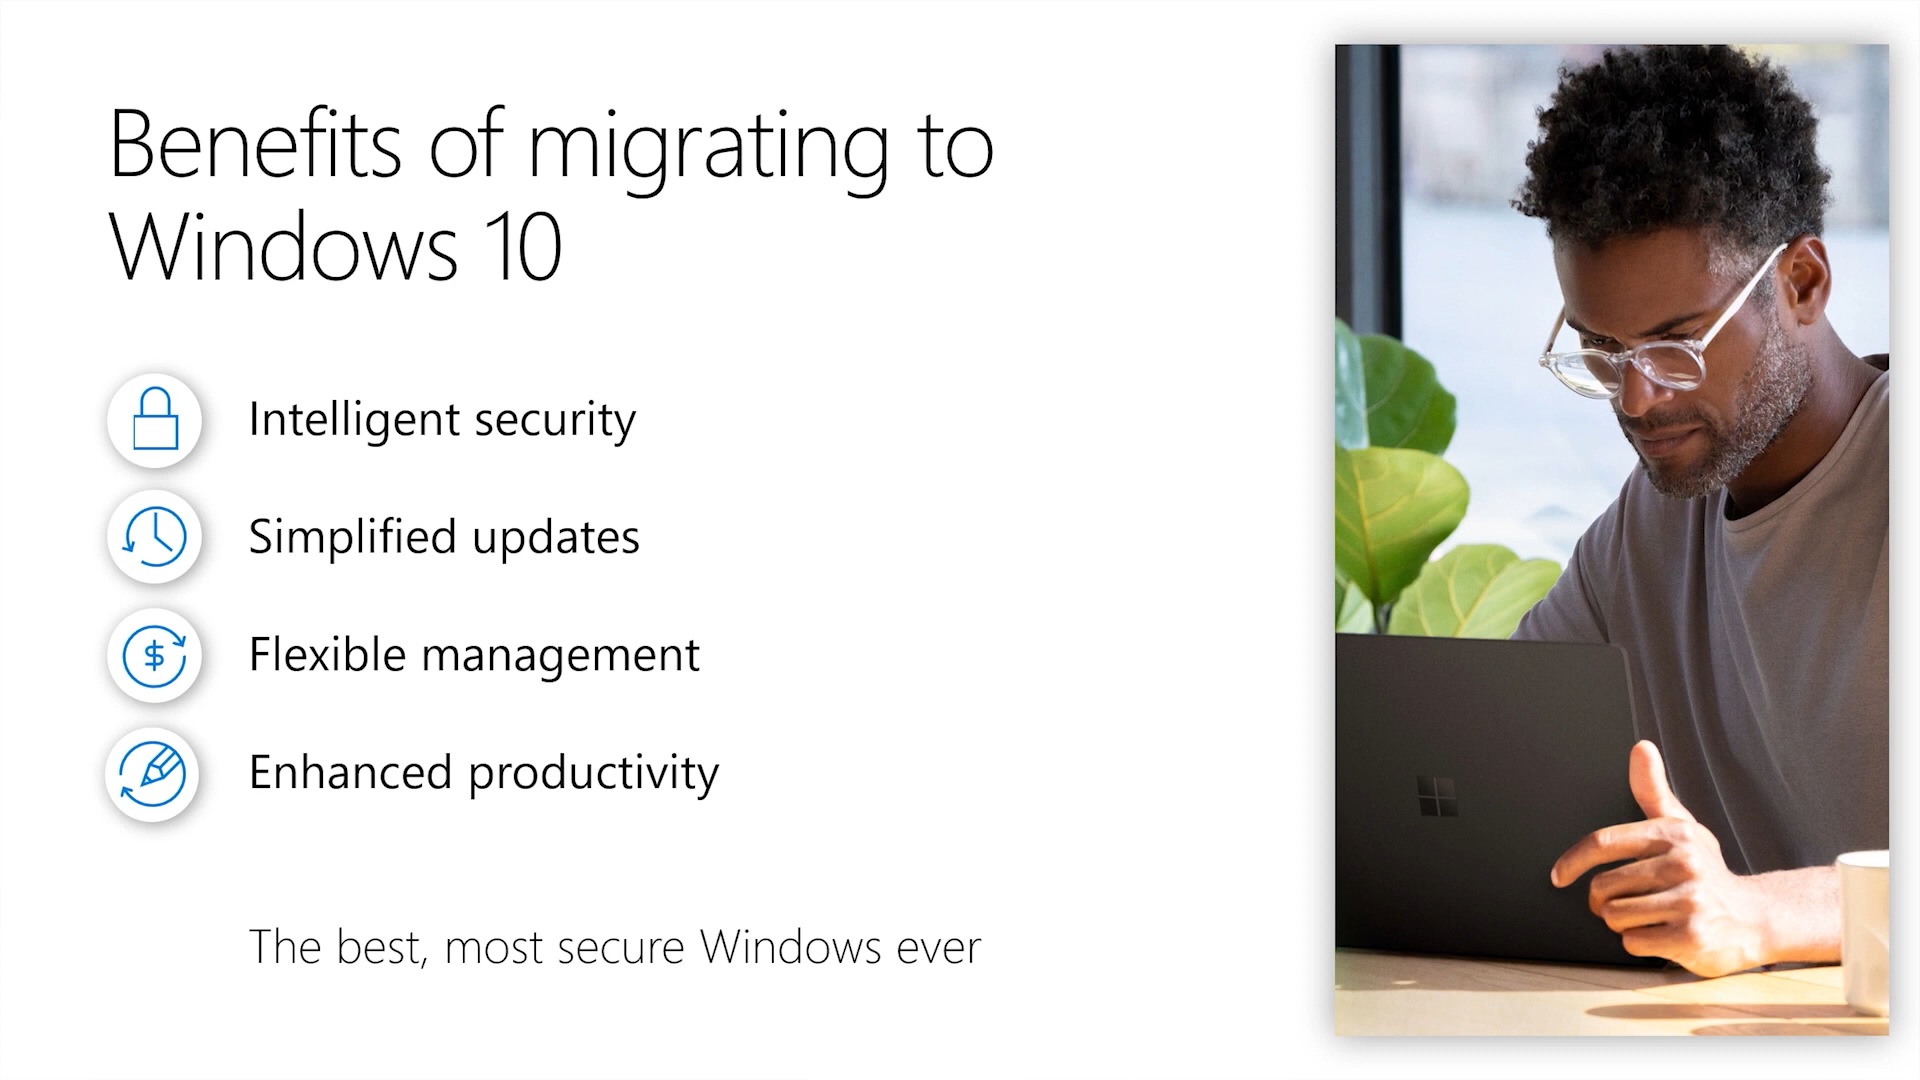 Benefits of migrating to
Windows 10
Intelligent security
Simplified updates
$
Flexible management
Enhanced productivity
The best, most secure Windows ever